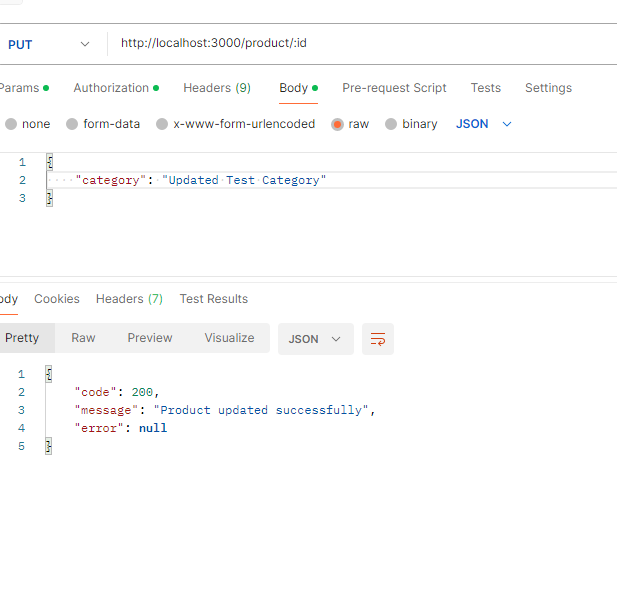 PUT http://localhost:3000/product/:id
Params Authorization Headers (9) Body Pre-request Script Tests Settings
none form-data x-www-form-urlencoded raw binary JSON
1 {
2 "category": "Updated Test Category"
3 }
ody Cookies Headers (7) Test Results
Pretty Raw Preview Visualize JSON
1 {
2 "code": 200,
3 "message": "Product updated successfully",
4 "error": null
5 }